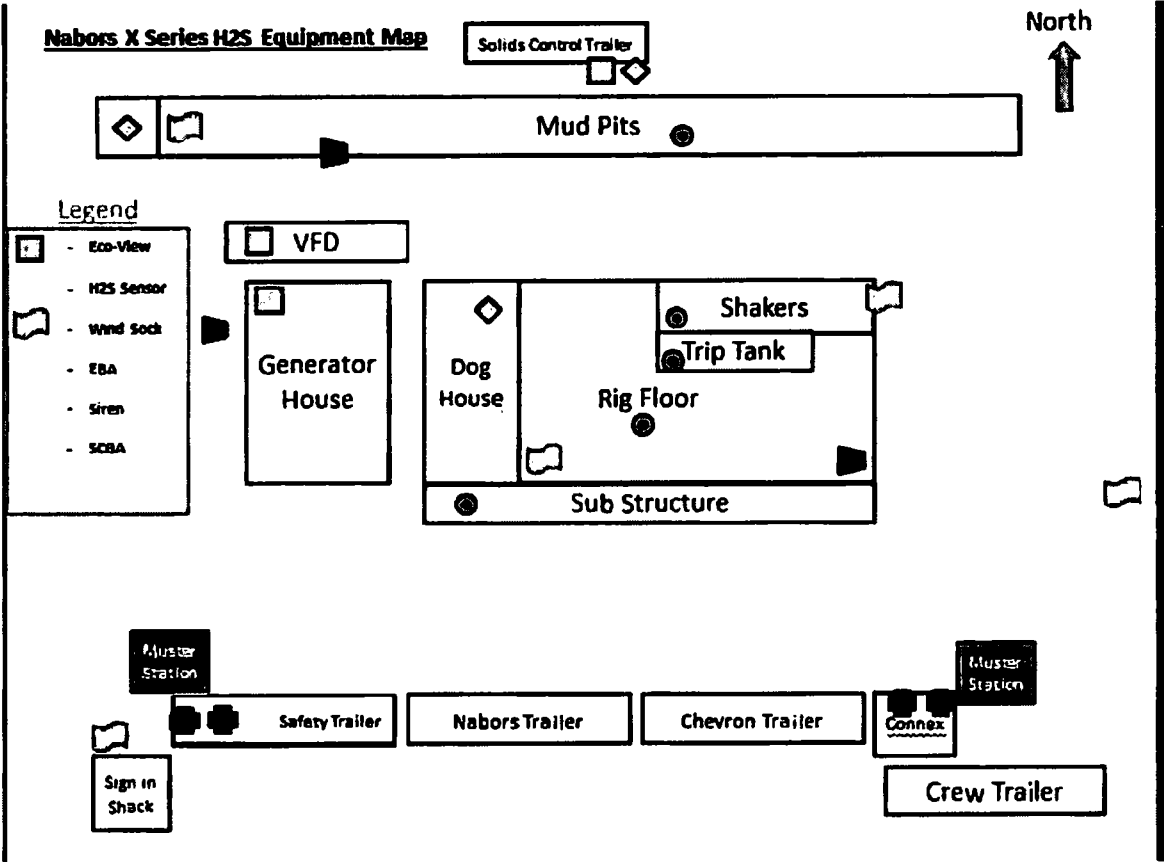 Nabors X Series H2S Equipment Map
Solids Control Trailer
North
Mud Pits
Legend
- Eco-View
- H2S Sensor
- Wind Sock
- EBA
- Siren
- SCBA
VFD
Generator
House
Dog
House
Shakers
Trip Tank
Rig Floor
Sub Structure
Muster
Station
Muster
Station
Safety Trailer
Nabors Trailer
Chevron Trailer
Connex
Sign in
Shack
Crew Trailer